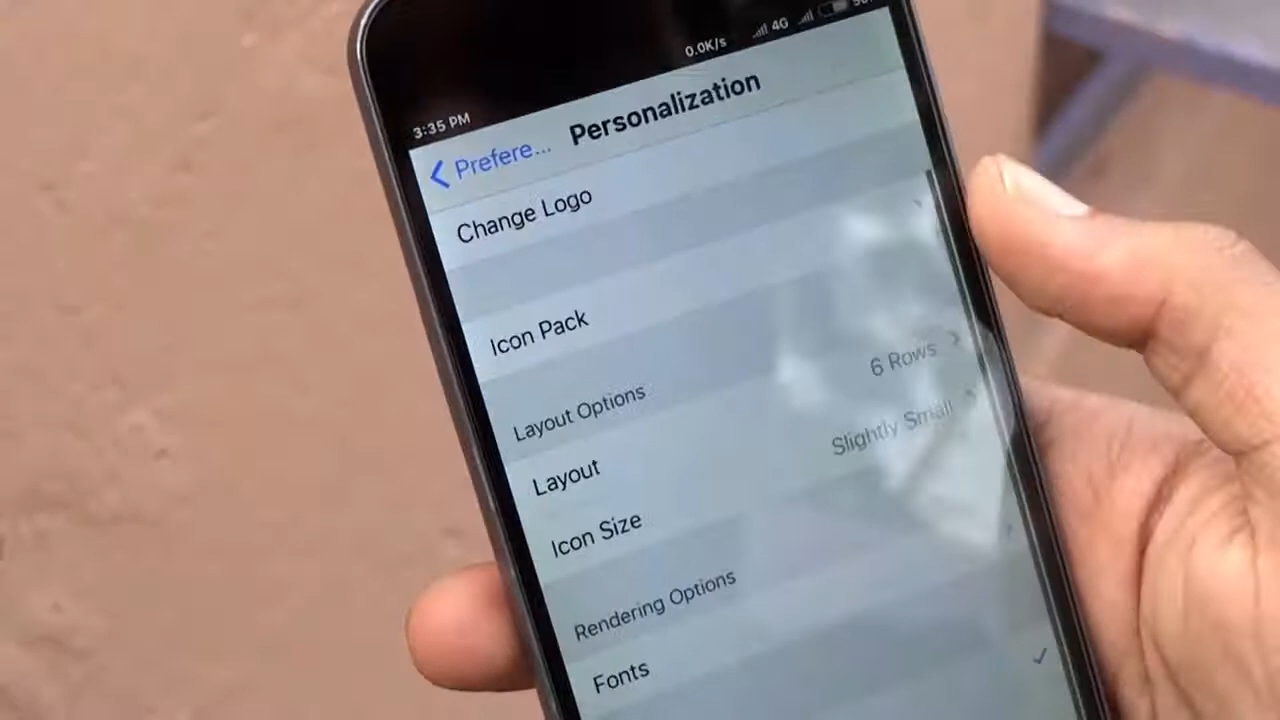 3:35 PM 0.0K/s 4G
Prefere... Personalization
Change Logo
Icon Pack
Layout Options
Layout 6 Rows
Icon Size Slightly Small
Rendering Options
Fonts